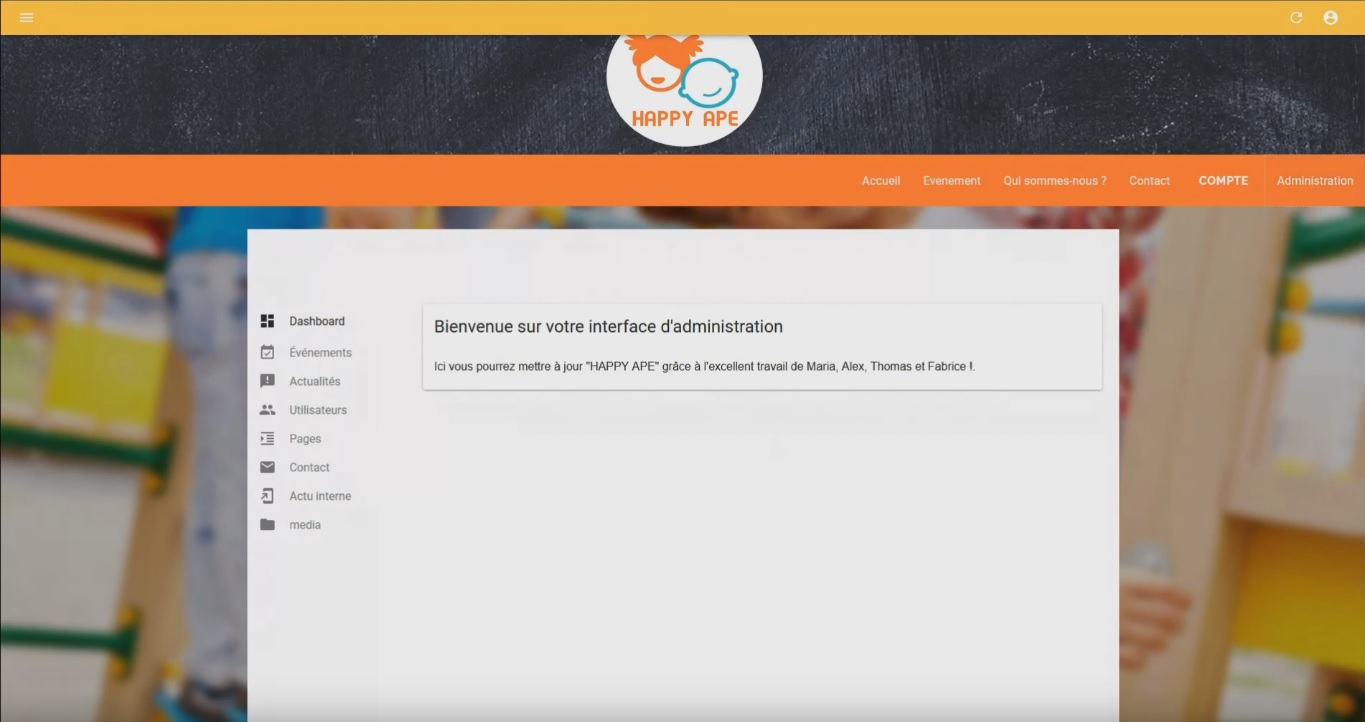 HAPPY APE
Accueil Evenement Qui sommes-nous ? Contact COMPTE Administration
Dashboard
Événements
Actualités
Utilisateurs
Pages
Contact
Actu interne
media
Bienvenue sur votre interface d'administration
Ici vous pourrez mettre à jour "HAPPY APE" grâce à l'excellent travail de Maria, Alex, Thomas et Fabrice !.